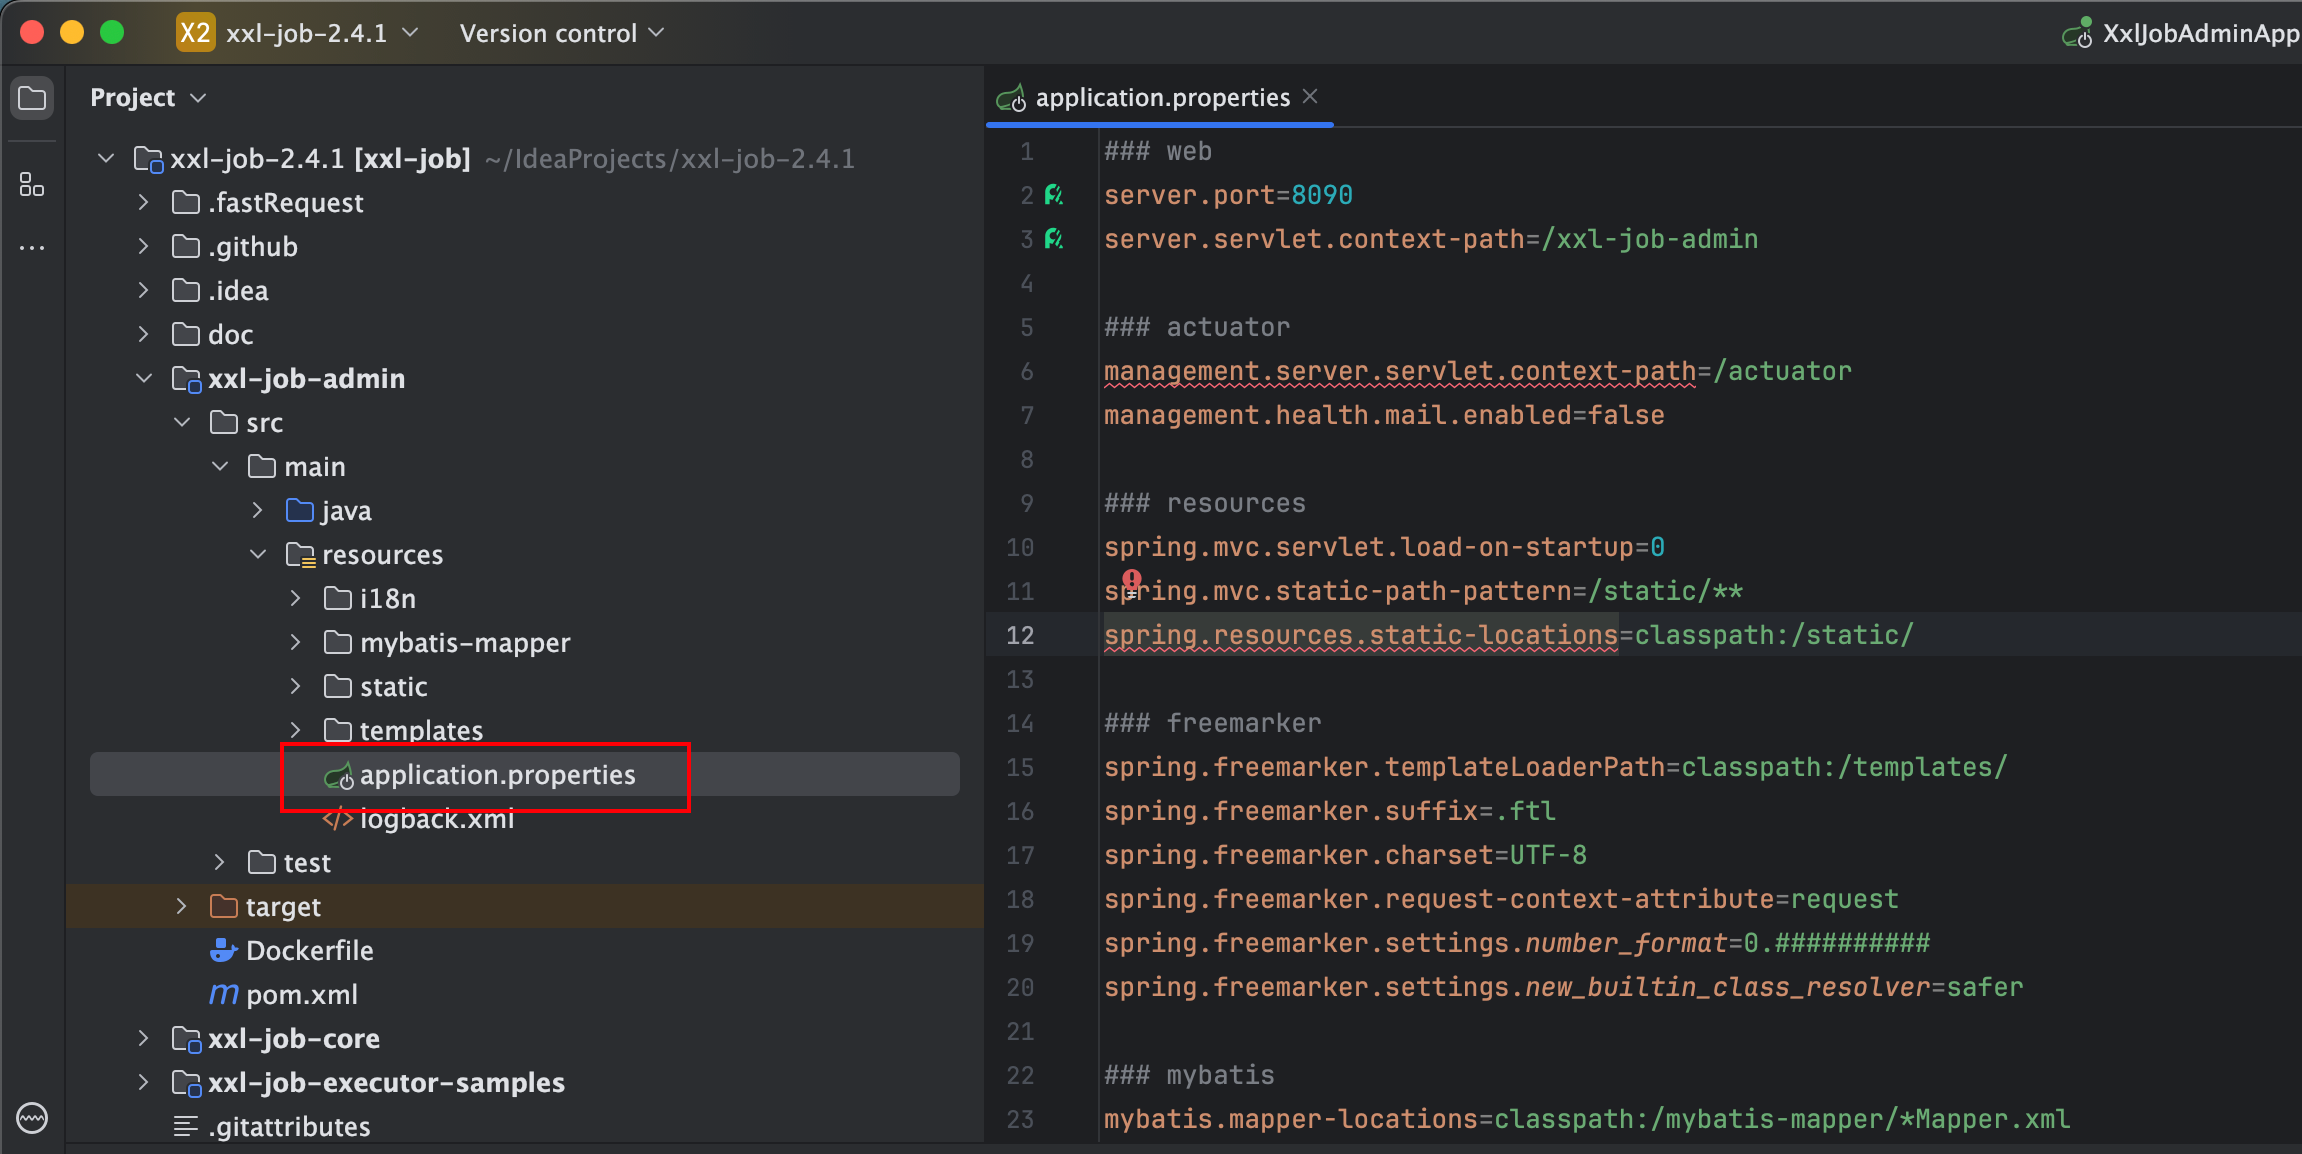 X2 xxl-job-2.4.1 Version control XxlJobAdminApp
Project
xxl-job-2.4.1 [xxl-job] ~/IdeaProjects/xxl-job-2.4.1
.fastRequest
.github
.idea
doc
xxl-job-admin
src
main
java
resources
i18n
mybatis-mapper
static
templates
application.properties
logback.xml
test
target
Dockerfile
pom.xml
xxl-job-core
xxl-job-executor-samples
.gitattributes
application.properties
1 ### web
2 server.port=8090
3 server.servlet.context-path=/xxl-job-admin
4
5 ### actuator
6 management.server.servlet.context-path=/actuator
7 management.health.mail.enabled=false
8
9 ### resources
10 spring.mvc.servlet.load-on-startup=0
11 spring.mvc.static-path-pattern=/static/**
12 spring.resources.static-locations=classpath:/static/
13
14 ### freemarker
15 spring.freemarker.templateLoaderPath=classpath:/templates/
16 spring.freemarker.suffix=.ftl
17 spring.freemarker.charset=UTF-8
18 spring.freemarker.request-context-attribute=request
19 spring.freemarker.settings.number_format=0.##########
20 spring.freemarker.settings.new_builtin_class_resolver=safer
21
22 ### mybatis
23 mybatis.mapper-locations=classpath:/mybatis-mapper/*Mapper.xml